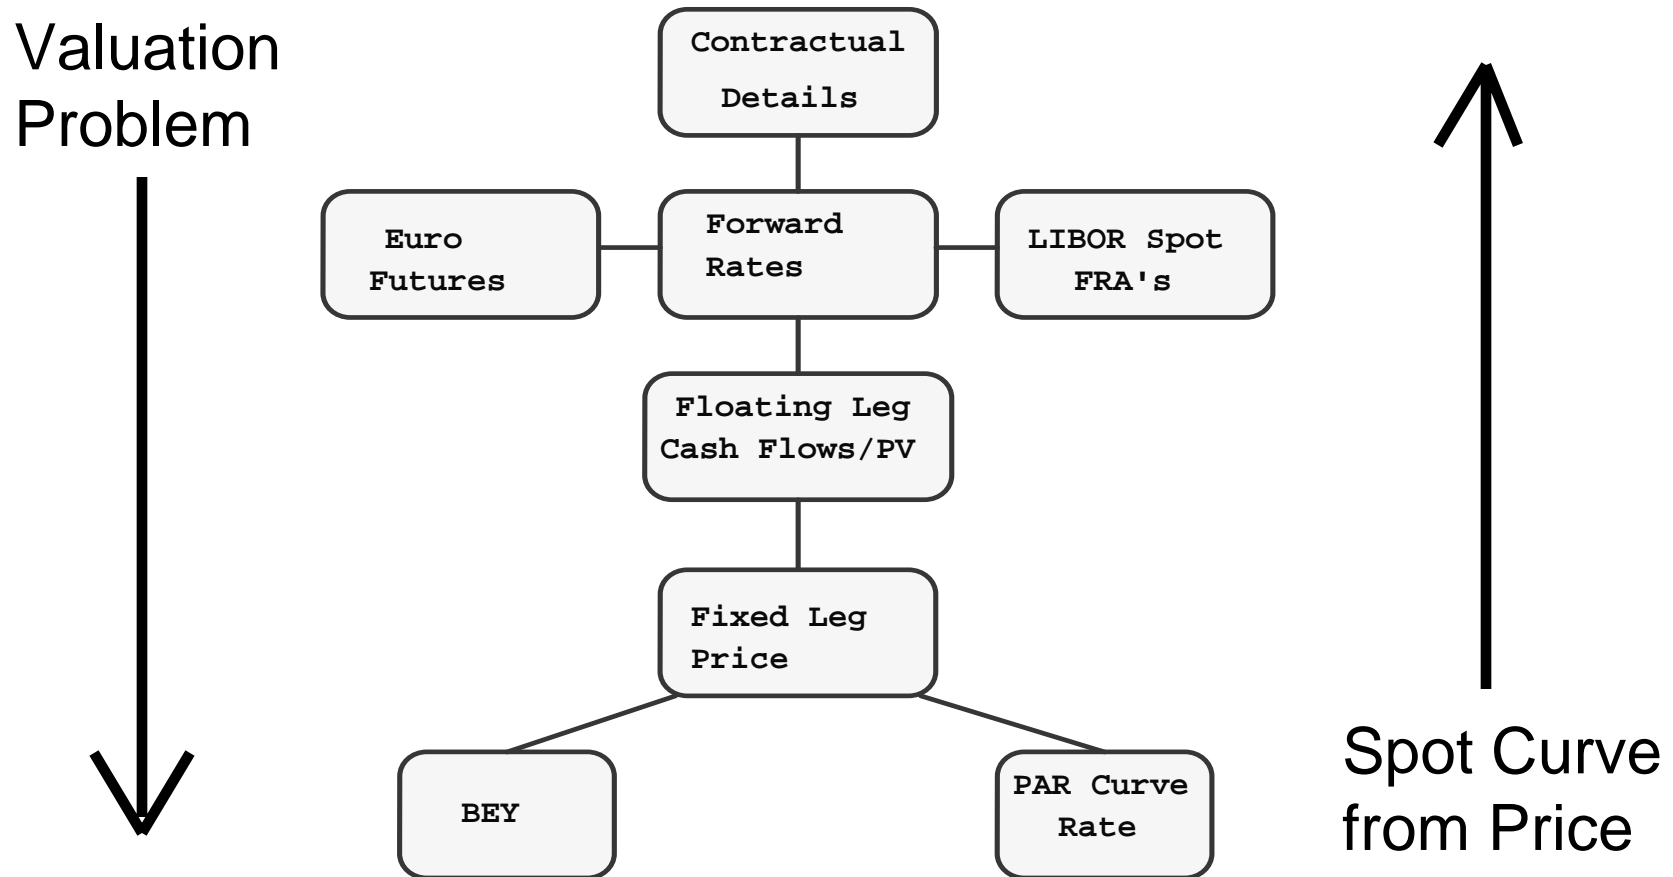 Valuation
Problem
Contractual
Details
Euro
Futures
Forward
Rates
LIBOR Spot
FRA's
Floating Leg
Cash Flows/PV
Fixed Leg
Price
BEY
PAR Curve
Rate
Spot Curve
from Price